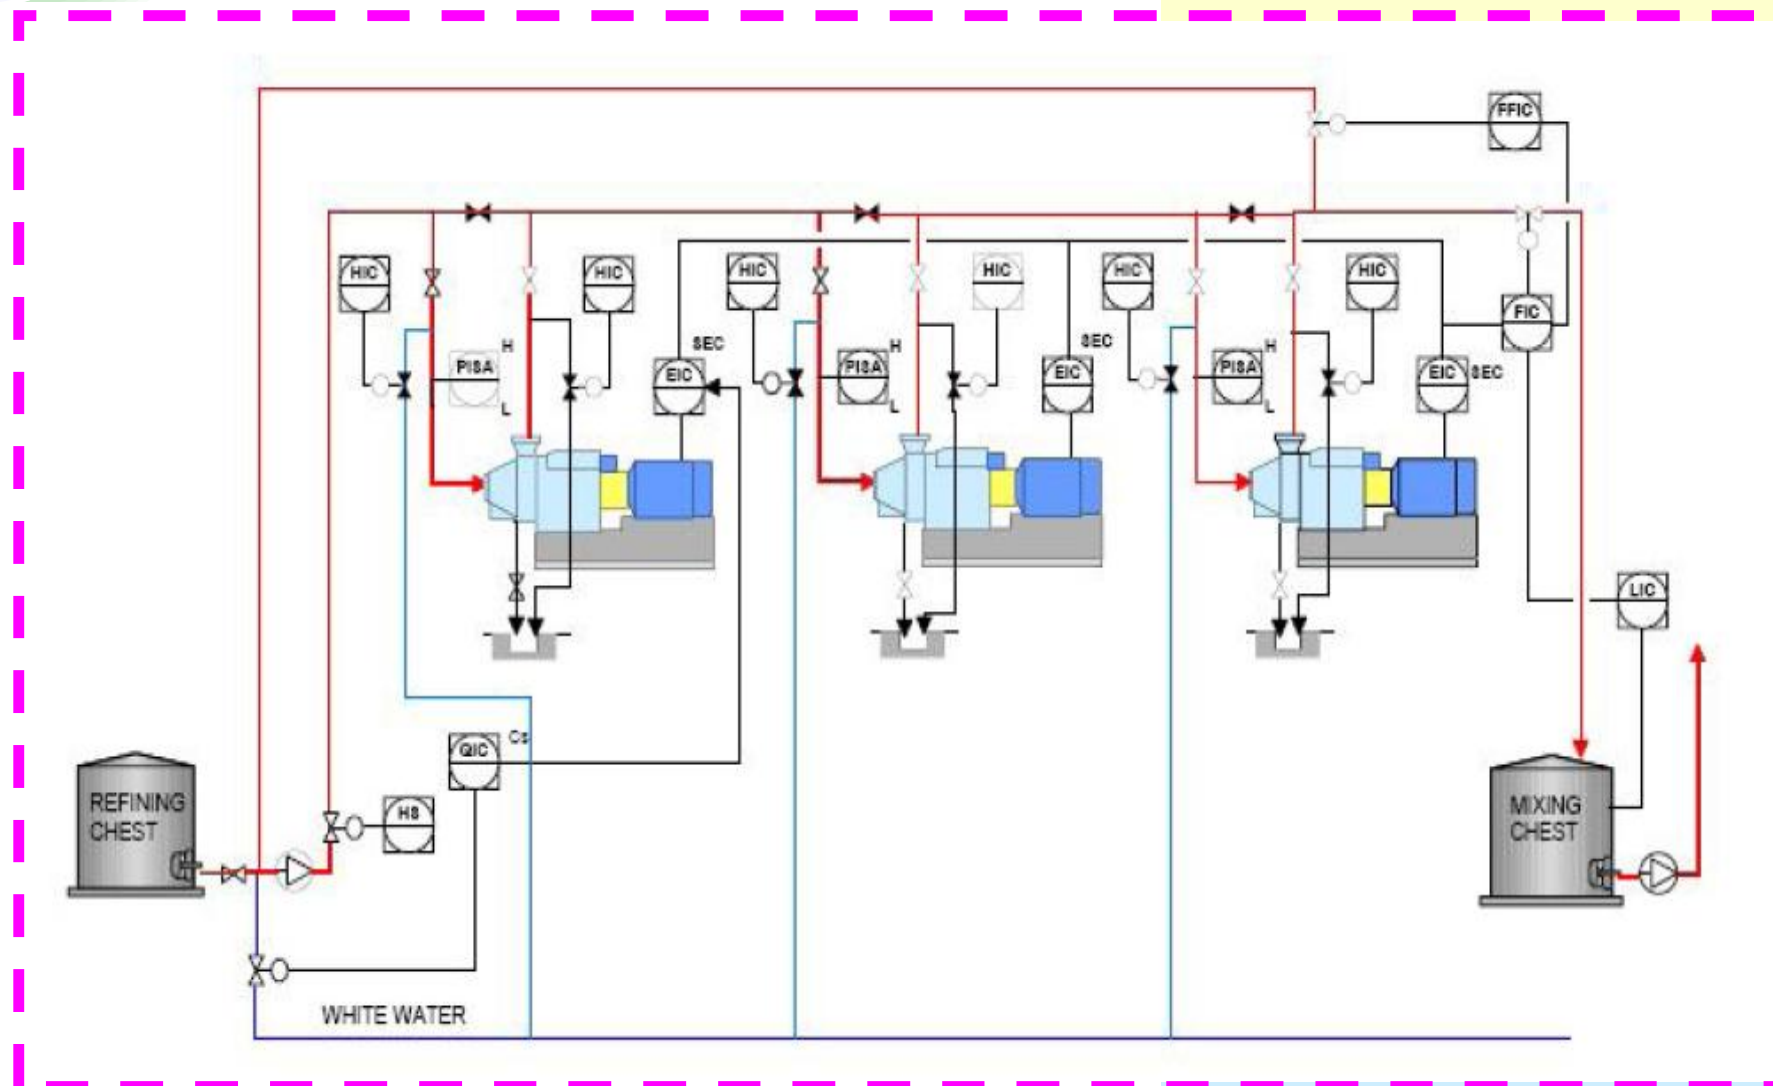 FFIC
HIC
HIC
HIC
HIC
HIC
HIC
FIC
SEC
SEC
SEC
H
PISA
L
EIC
H
PISA
L
EIC
H
PISA
L
EIC
LIC
QIC
Cs
HS
REFINING
CHEST
MIXING
CHEST
WHITE WATER